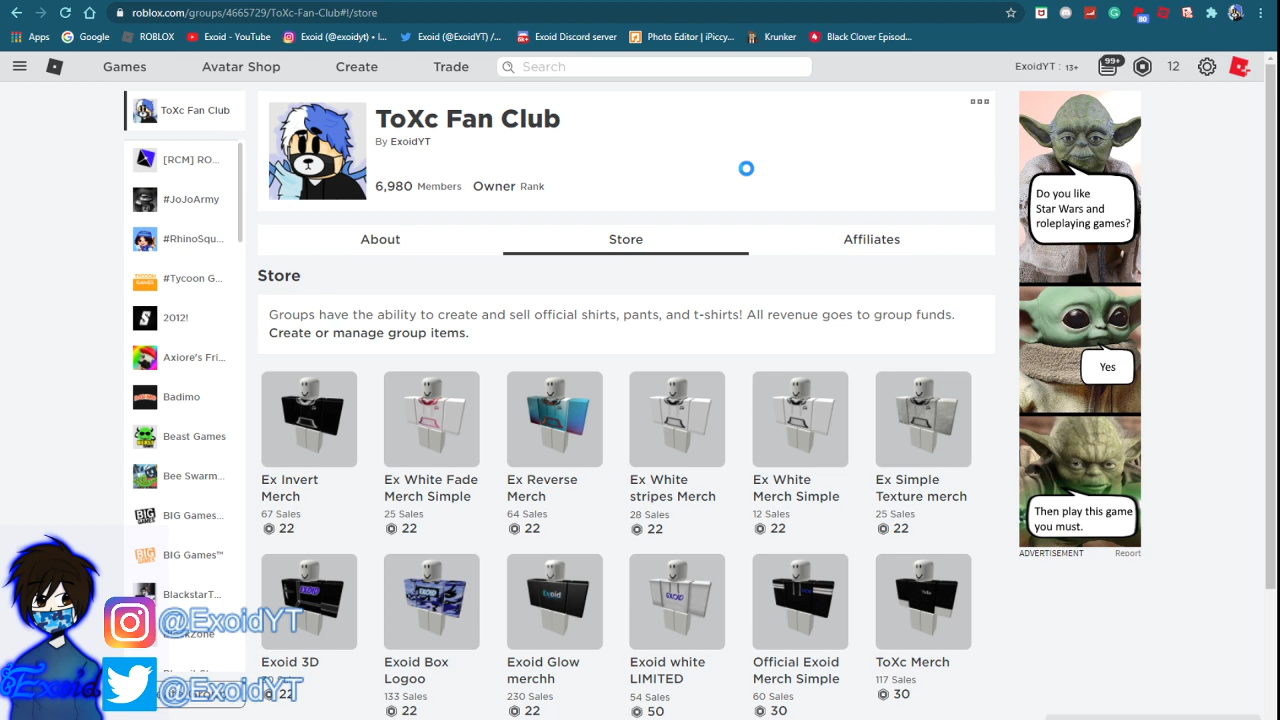 roblox.com/groups/4665729/ToXc-Fan-Club#!/store
80
Apps
Google
ROBLOX
Exoid - YouTube
Exoid (@exoidyt) • I...
Exoid (@ExoidYT) /...
Exoid Discord server
Photo Editor | iPiccy...
Krunker
Black Clover Episod...
Games
Avatar Shop
Create
Trade
Search
ExoidYT : 13+
99+
12
ToXc Fan Club
[RCM] RO...
#JoJoArmy
#RhinoSqu...
#Tycoon G...
2012!
Axiore's Fri...
Badimo
Beast Games
Bee Swarm...
BIG Games...
BIG Games™
BlackstarT...
ToXc Fan Club
By ExoidYT
6,980 Members
Owner Rank
About
Store
Affiliates
Store
Groups have the ability to create and sell official shirts, pants, and t-shirts! All revenue goes to group funds.
Create or manage group items.
Ex Invert
Merch
67 Sales
22
Ex White Fade
Merch Simple
25 Sales
22
Ex Reverse
Merch
64 Sales
22
Ex White
stripes Merch
28 Sales
22
Ex White
Merch Simple
12 Sales
22
Ex Simple
Texture merch
25 Sales
22
Exoid 3D
22
Exoid Box
Logoo
133 Sales
22
Exoid Glow
merchh
230 Sales
22
Exoid white
LIMITED
54 Sales
50
Official Exoid
Merch Simple
60 Sales
30
ToXc Merch
117 Sales
30
Do you like
Star Wars and
roleplaying games?
Yes
Then play this game
you must.
ADVERTISEMENT
Report
Exoid
@ExoidYT
@ExoidYT